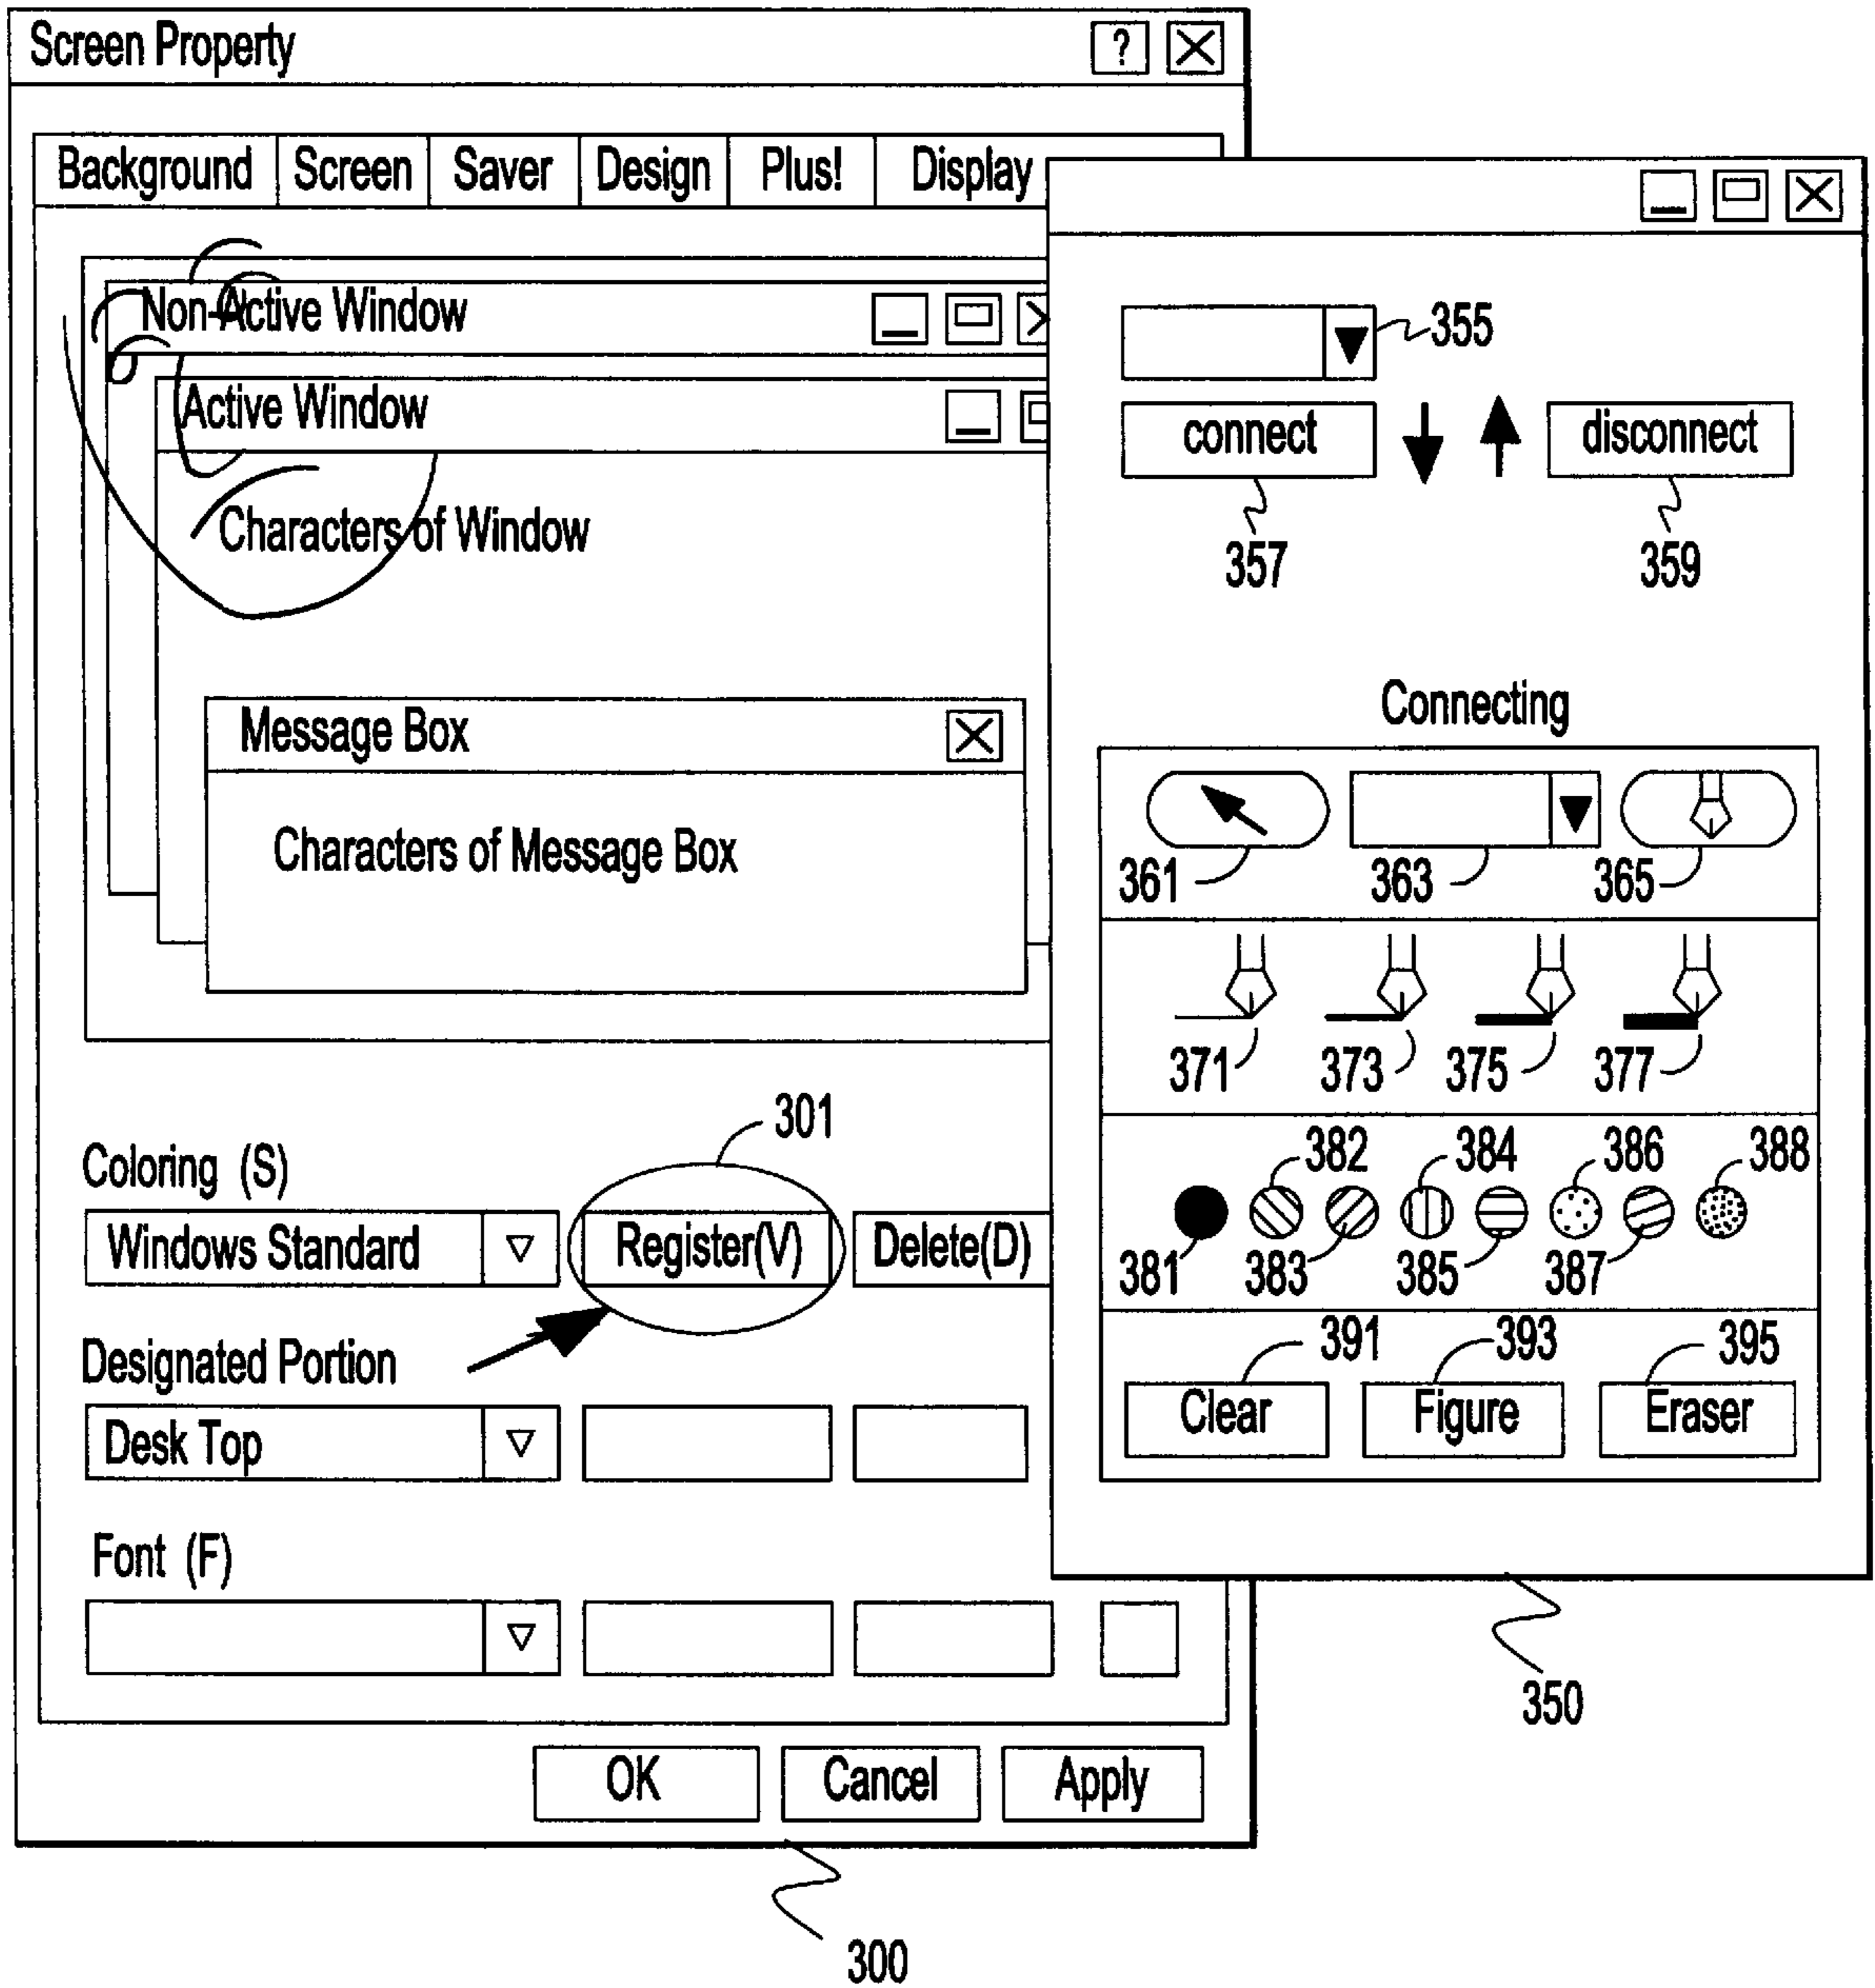 Screen Property ?
Background Screen Saver Design Plus! Display
Non-Active Window
Active Window
Characters of Window
Message Box
Characters of Message Box
301
Coloring (S)
Windows Standard Register(V) Delete(D)
Designated Portion
Desk Top
Font (F)
OK Cancel Apply
300
355
connect disconnect
357 359
Connecting
361 363 365
371 373 375 377
382 384 386 388
381 383 385 387
391 393 395
Clear Figure Eraser
350